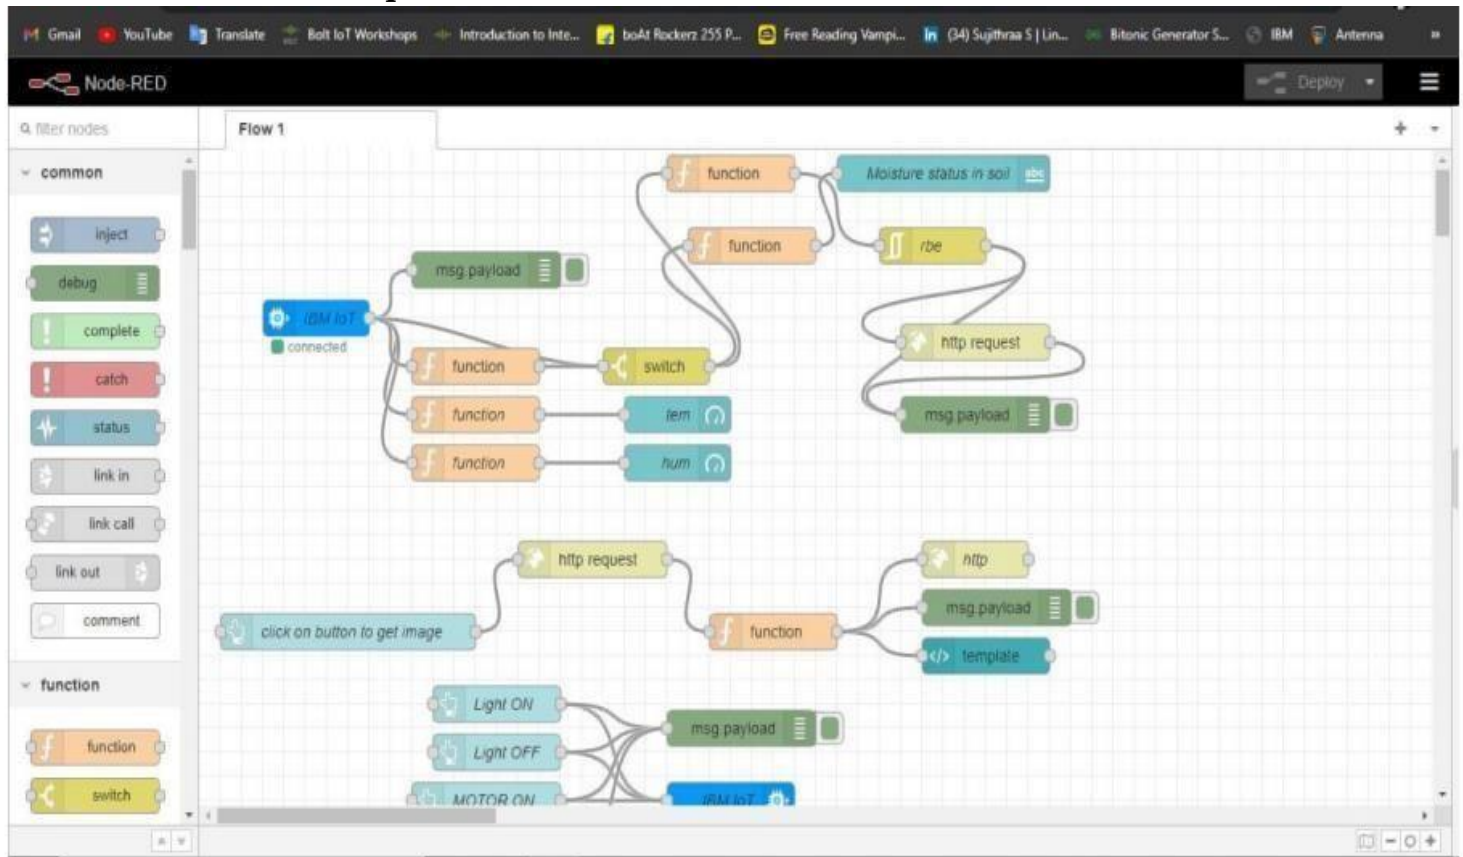 Gmail YouTube Translate Bolt IoT Workshops Introduction to Inte... boAt Rockerz 255 P... Free Reading Vampi... (34) Sujithraa S | Lin... Bitonic Generator S... IBM Antenna
Node-RED Deploy
filter nodes Flow 1
common
inject
debug
complete
catch
status
link in
link call
link out
comment
function
function
switch
function Moisture status in soil abc
function rbe
msg.payload
IBM IoT
connected
http request
function switch
function tem msg.payload
function hum
http request http
msg.payload
click on button to get image function
template
Light ON
msg.payload
Light OFF
MOTOR ON IBM IoT